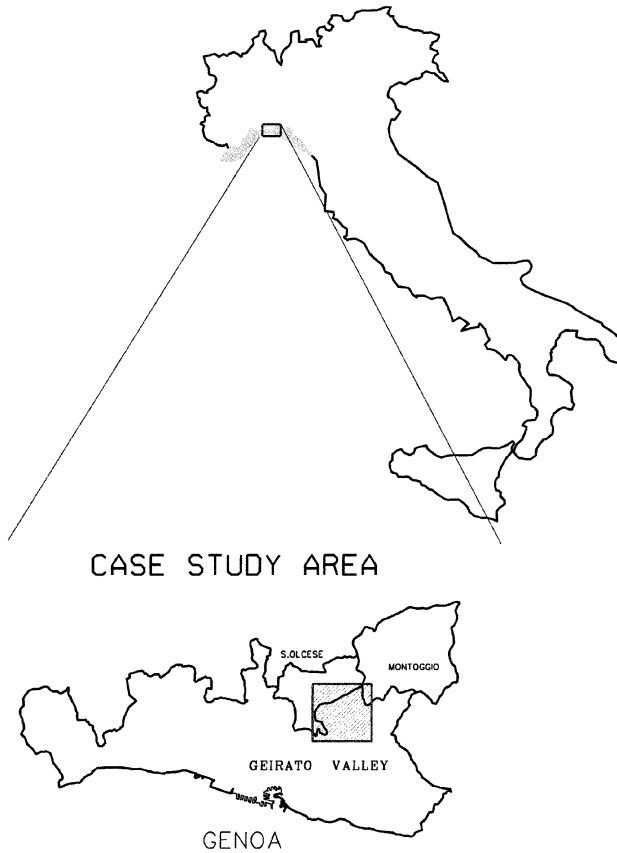 CASE STUDY AREA
S.OLCESE
MONTOGGIO
GEIRATO VALLEY
GENOA